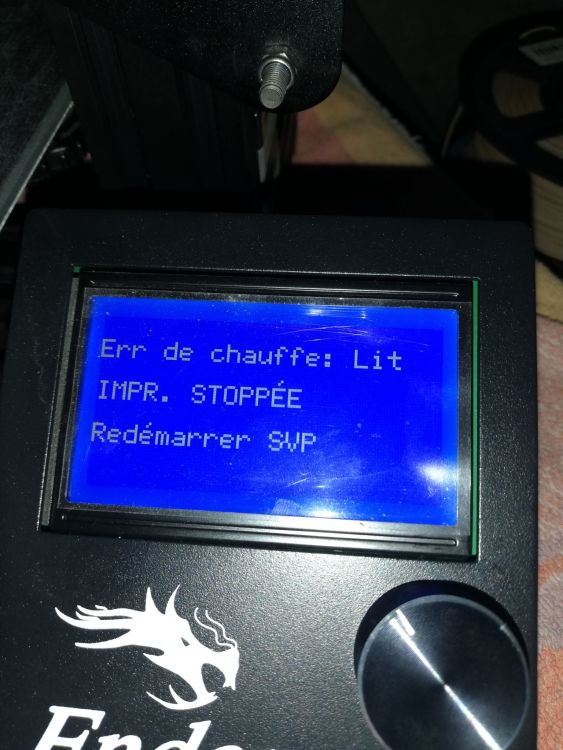 Err de chauffe: Lit
IMPR. STOPPÉE
Redémarrer SVP